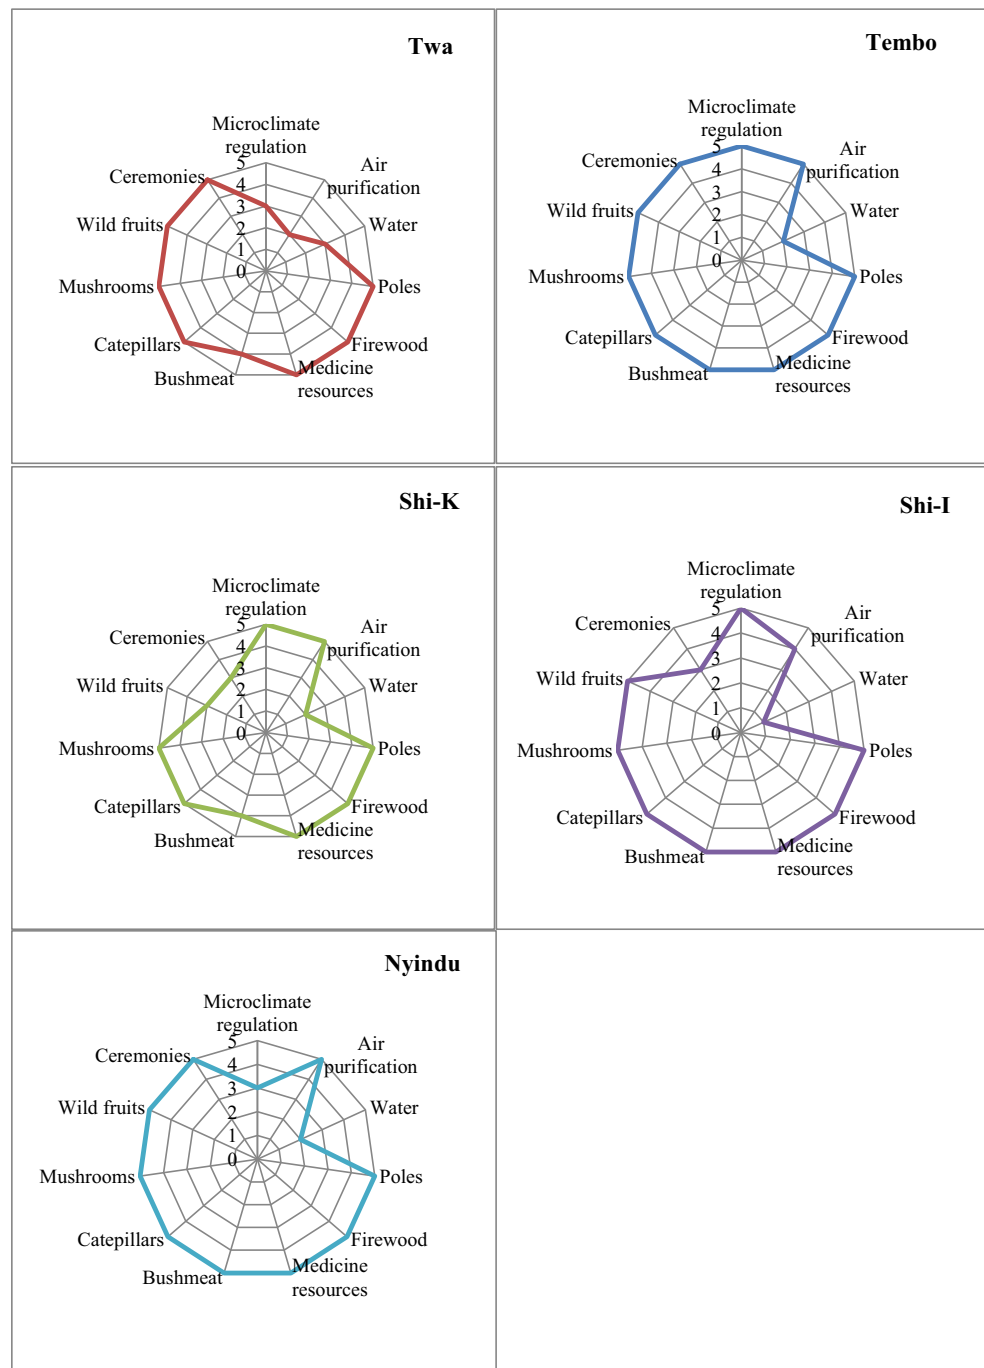 Twa
Microclimate
regulation
Air
purification
Water
Poles
Firewood
Medicine
resources
Bushmeat
Catepillars
Mushrooms
Wild fruits
Ceremonies
5
4
3
2
1
0
Tembo
Microclimate
regulation
Air
purification
Water
Poles
Firewood
Medicine
resources
Bushmeat
Catepillars
Mushrooms
Wild fruits
Ceremonies
5
4
3
2
1
0
Shi-K
Microclimate
regulation
Air
purification
Water
Poles
Firewood
Medicine
resources
Bushmeat
Catepillars
Mushrooms
Wild fruits
Ceremonies
5
4
3
2
1
0
Shi-I
Microclimate
regulation
Air
purification
Water
Poles
Firewood
Medicine
resources
Bushmeat
Catepillars
Mushrooms
Wild fruits
Ceremonies
5
4
3
2
1
0
Nyindu
Microclimate
regulation
Air
purification
Water
Poles
Firewood
Medicine
resources
Bushmeat
Catepillars
Mushrooms
Wild fruits
Ceremonies
5
4
3
2
1
0